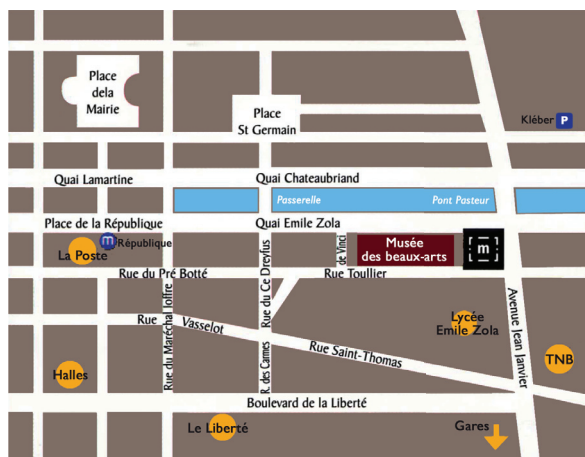 Place
dela
Mairie
Place
St Germain
Kléber P
Quai Lamartine
Quai Chateaubriand
Passerelle
Pont Pasteur
Place de la République
Quai Emile Zola
m République
La Poste
R. des Carmes Rue du Ce Dreyfus
de Vinci
Musée
des beaux-arts
m
Rue du Pré Botté
Rue Toullier
Rue du Maréchal Joffre
Avenue Jean Janvier
Rue Vasselot
Rue Saint-Thomas
Lycée
Emile Zola
TNB
Halles
Boulevard de la Liberté
Le Liberté
Gares